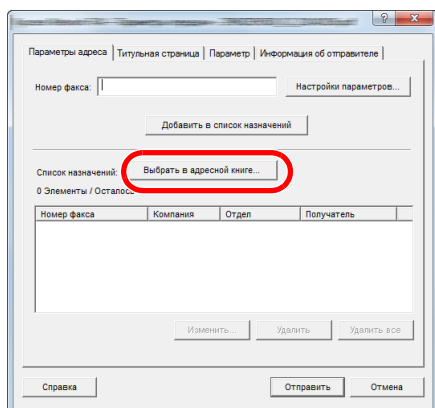 Параметры адреса Титульная страница Параметр Информация об отправителе
Номер факса: Настройки параметров...
Добавить в список назначений
Список назначений: Выбрать в адресной книге...
0 Элементы / Осталось
Номер факса Компания Отдел Получатель
Изменить... Удалить Удалить все
Справка Отправить Отмена